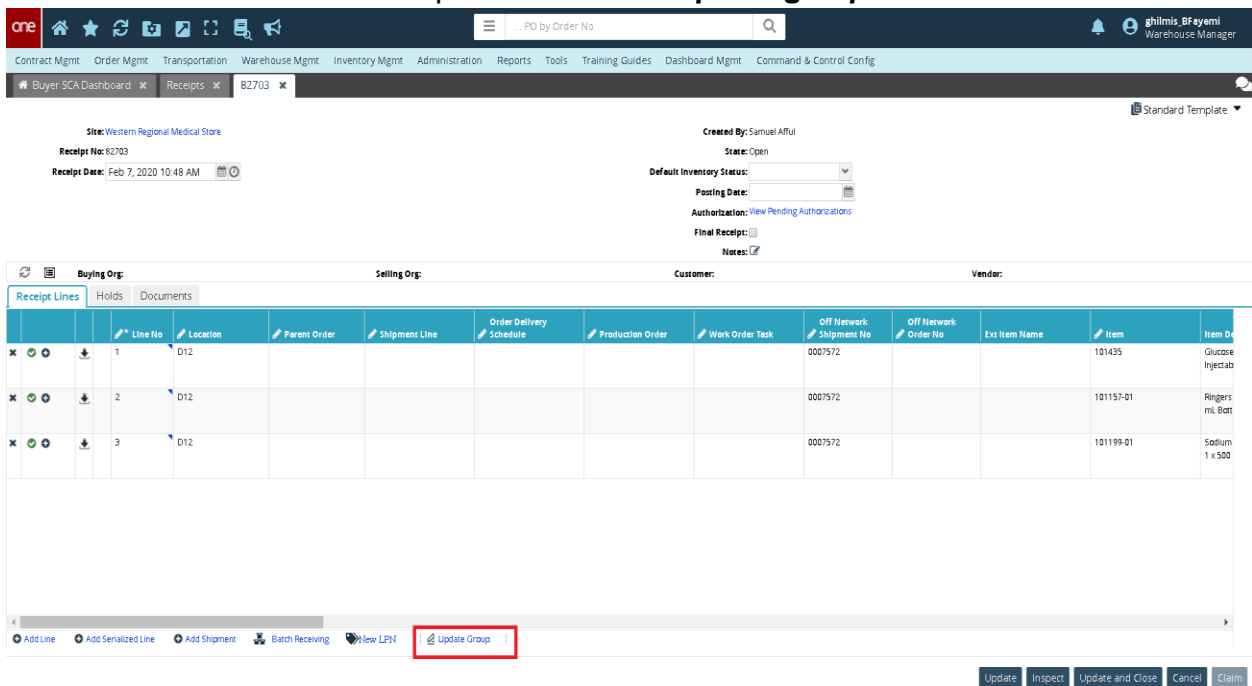 one ... PO by Order No ghilmis_BFayemi
Warehouse Manager
Contract Mgmt Order Mgmt Transportation Warehouse Mgmt Inventory Mgmt Administration Reports Tools Training Guides Dashboard Mgmt Command & Control Config
Buyer SCA Dashboard Receipts 82703
Standard Template
Site: Western Regional Medical Store Created By: Samuel Afful
Receipt No: 82703 State: Open
Receipt Date: Feb 7, 2020 10:48 AM Default Inventory Status:
Posting Date:
Authorization: View Pending Authorizations
Final Receipt:
Notes:
Buying Org: Selling Org: Customer: Vendor:
Receipt Lines Holds Documents
* Line No Location Parent Order Shipment Line Order Delivery Schedule Production Order Work Order Task Off Network Shipment No Off Network Order No Ext Item Name Item Item De
1 D12 0007572 101435 Glucose
Injectab
2 D12 0007572 101157-01 Ringers
mL Bott
3 D12 0007572 101199-01 Sodium
1 x 500
Add Line Add Serialized Line Add Shipment Batch Receiving New LPN Update Group
Update Inspect Update and Close Cancel Claim